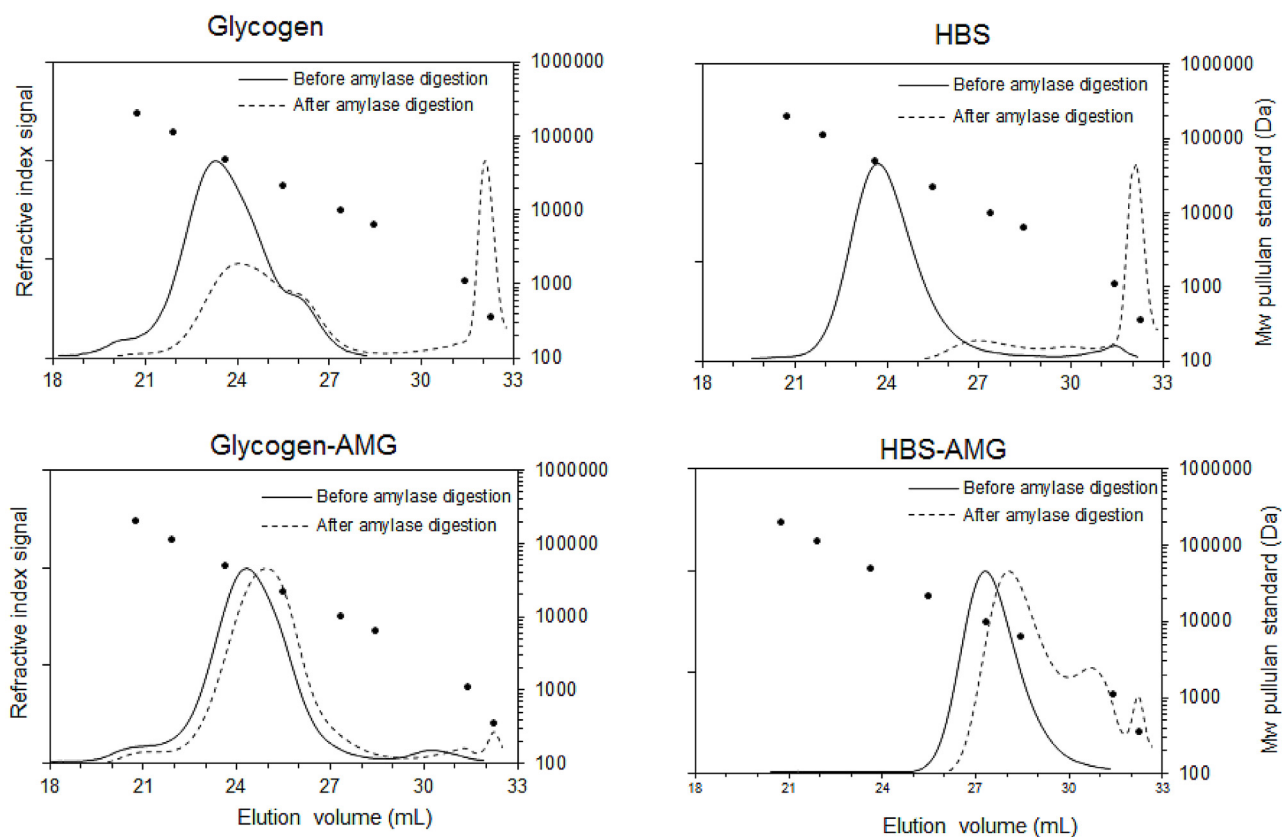 Glycogen
Before amylase digestion
After amylase digestion
Refractive index signal
1000000
100000
10000
1000
100
18 21 24 27 30 33
HBS
Before amylase digestion
After amylase digestion
Mw pullulan standard (Da)
1000000
100000
10000
1000
100
18 21 24 27 30 33
Glycogen-AMG
Before amylase digestion
After amylase digestion
Refractive index signal
1000000
100000
10000
1000
100
18 21 24 27 30 33
Elution volume (mL)
HBS-AMG
Before amylase digestion
After amylase digestion
Mw pullulan standard (Da)
1000000
100000
10000
1000
100
18 21 24 27 30 33
Elution volume (mL)